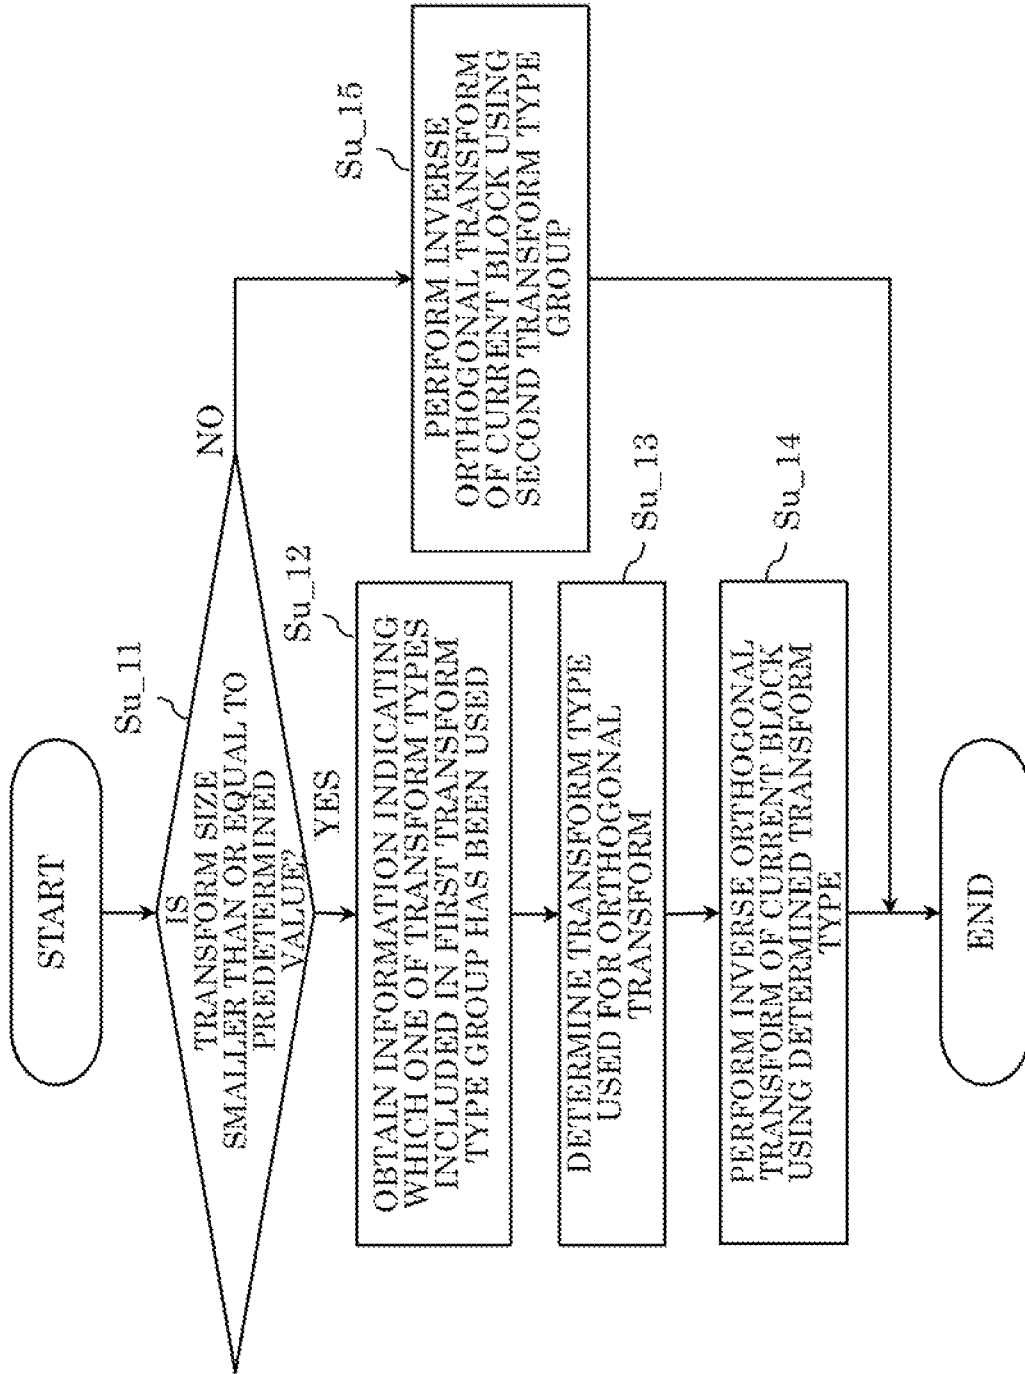 START
Su_11
IS
TRANSFORM SIZE
SMALLER THAN OR EQUAL TO
PREDETERMINED
VALUE?
NO
YES
Su_12
OBTAIN INFORMATION INDICATING
WHICH ONE OF TRANSFORM TYPES
INCLUDED IN FIRST TRANSFORM
TYPE GROUP HAS BEEN USED
Su_13
DETERMINE TRANSFORM TYPE
USED FOR ORTHOGONAL
TRANSFORM
Su_14
PERFORM INVERSE ORTHOGONAL
TRANSFORM OF CURRENT BLOCK
USING DETERMINED TRANSFORM
TYPE
Su_15
PERFORM INVERSE
ORTHOGONAL TRANSFORM
OF CURRENT BLOCK USING
SECOND TRANSFORM TYPE
GROUP
END